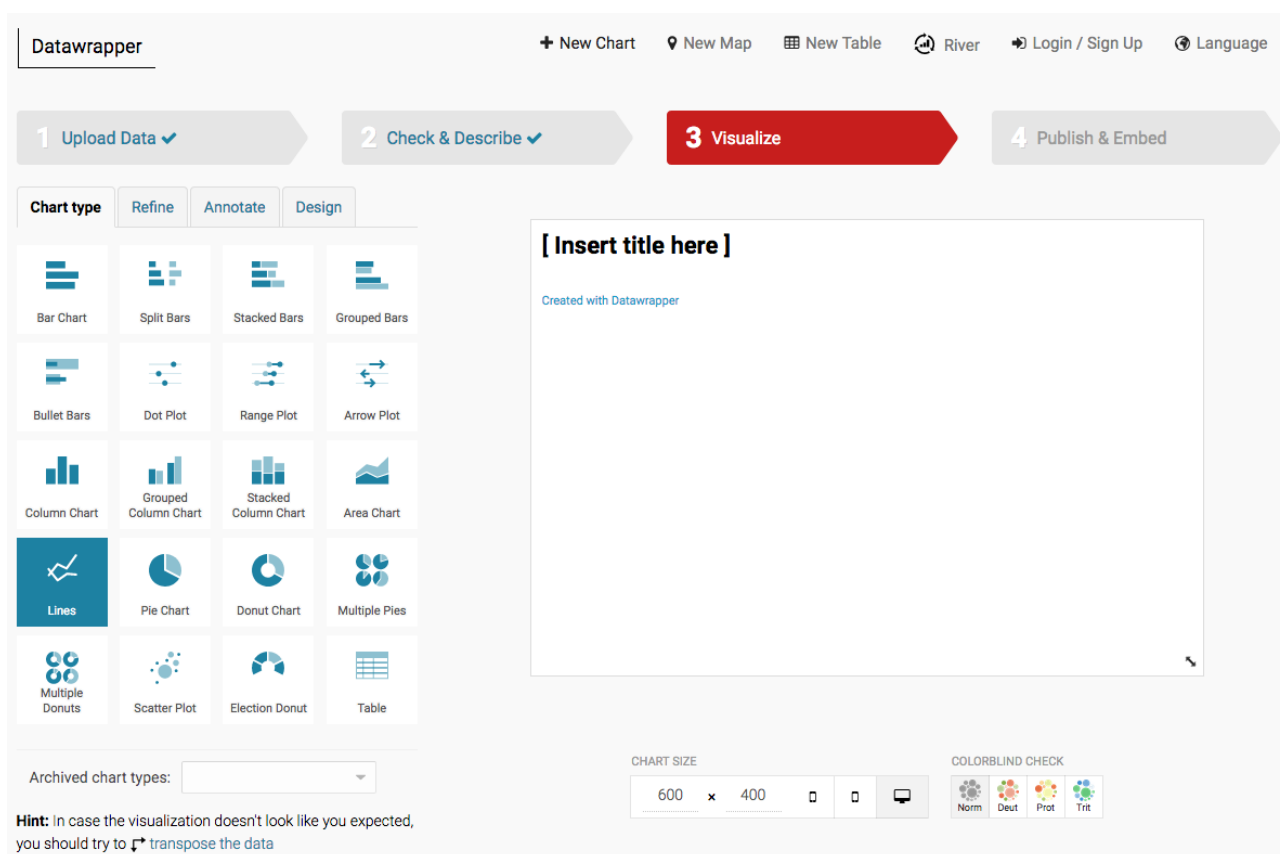 Datawrapper
New Chart
New Map
New Table
River
Login / Sign Up
Language
1 Upload Data
2 Check & Describe
3 Visualize
4 Publish & Embed
Chart type
Refine
Annotate
Design
Bar Chart
Split Bars
Stacked Bars
Grouped Bars
Bullet Bars
Dot Plot
Range Plot
Arrow Plot
Column Chart
Grouped
Column Chart
Stacked
Column Chart
Area Chart
Lines
Pie Chart
Donut Chart
Multiple Pies
Multiple
Donuts
Scatter Plot
Election Donut
Table
Archived chart types:
Hint: In case the visualization doesn't look like you expected,
you should try to transpose the data
[ Insert title here ]
Created with Datawrapper
CHART SIZE
600 × 400
COLORBLIND CHECK
Norm
Deut
Prot
Trit